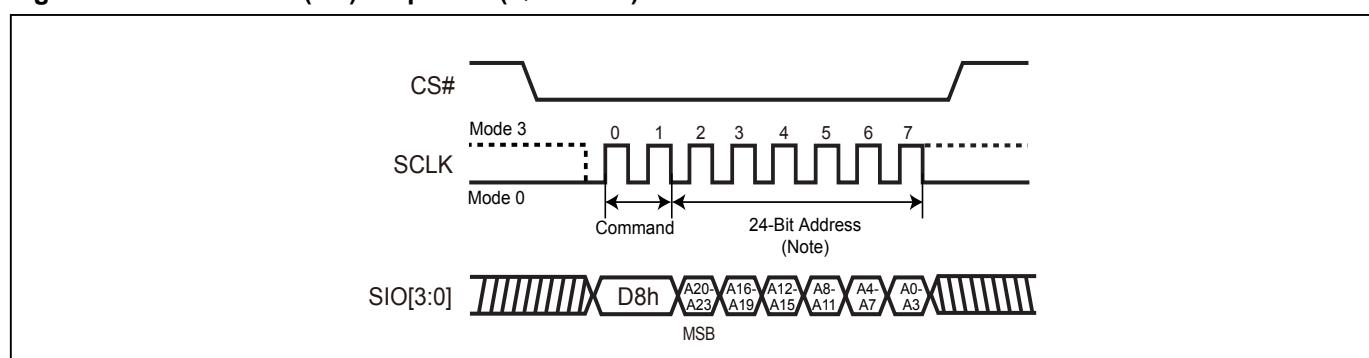 CS#
Mode 3
0 1 2 3 4 5 6 7
SCLK
Mode 0
Command
24-Bit Address
(Note)
SIO[3:0]
D8h
A20-
A23
A16-
A19
A12-
A15
A8-
A11
A4-
A7
A0-
A3
MSB